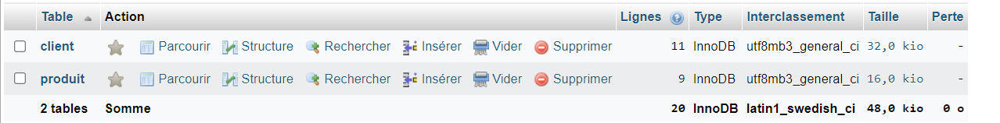 Table Action Lignes Type Interclassement Taille Perte
client Parcourir Structure Rechercher Insérer Vider Supprimer 11 InnoDB utf8mb3_general_ci 32,0 kio -
produit Parcourir Structure Rechercher Insérer Vider Supprimer 9 InnoDB utf8mb3_general_ci 16,0 kio -
2 tables Somme 20 InnoDB latin1_swedish_ci 48,0 kio 0 o